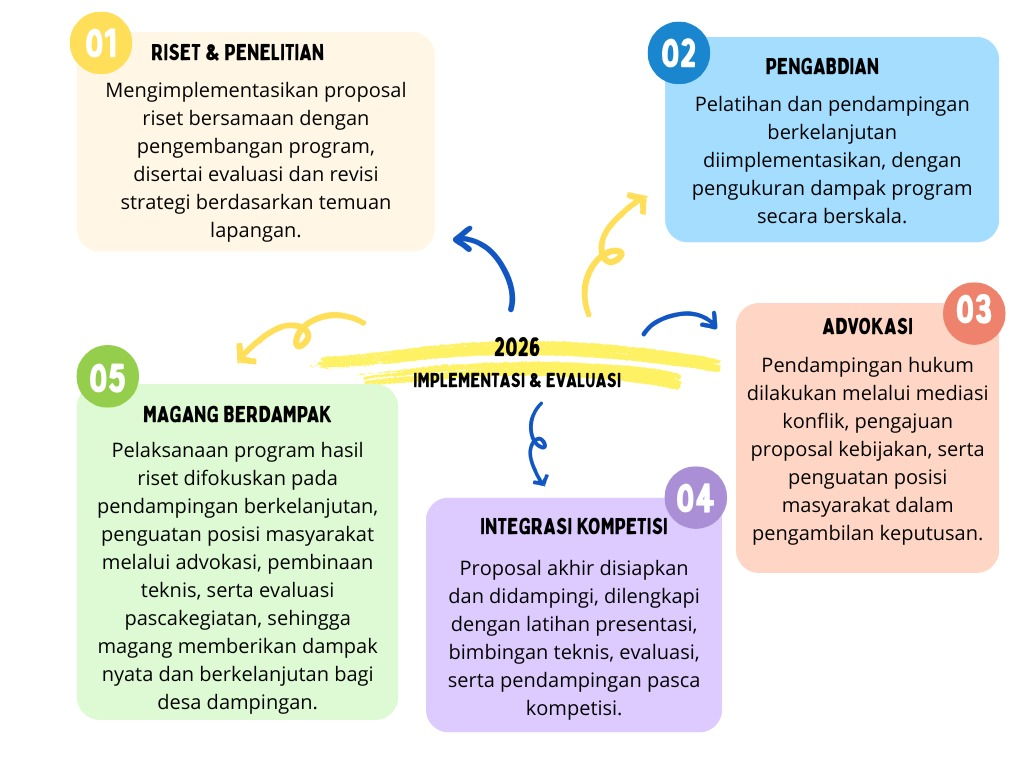 01
RISET & PENELITIAN
Mengimplementasikan proposal
riset bersamaan dengan
pengembangan program,
disertai evaluasi dan revisi
strategi berdasarkan temuan
lapangan.
02
PENGABDIAN
Pelatihan dan pendampingan
berkelanjutan
diimplementasikan, dengan
pengukuran dampak program
secara berskala.
2026
IMPLEMENTASI & EVALUASI
03
ADVOKASI
Pendampingan hukum
dilakukan melalui mediasi
konflik, pengajuan
proposal kebijakan, serta
penguatan posisi
masyarakat dalam
pengambilan keputusan.
04
INTEGRASI KOMPETISI
Proposal akhir disiapkan
dan didampingi, dilengkapi
dengan latihan presentasi,
bimbingan teknis, evaluasi,
serta pendampingan pasca
kompetisi.
05
MAGANG BERDAMPAK
Pelaksanaan program hasil
riset difokuskan pada
pendampingan berkelanjutan,
penguatan posisi masyarakat
melalui advokasi, pembinaan
teknis, serta evaluasi
pascakegiatan, sehingga
magang memberikan dampak
nyata dan berkelanjutan bagi
desa dampingan.